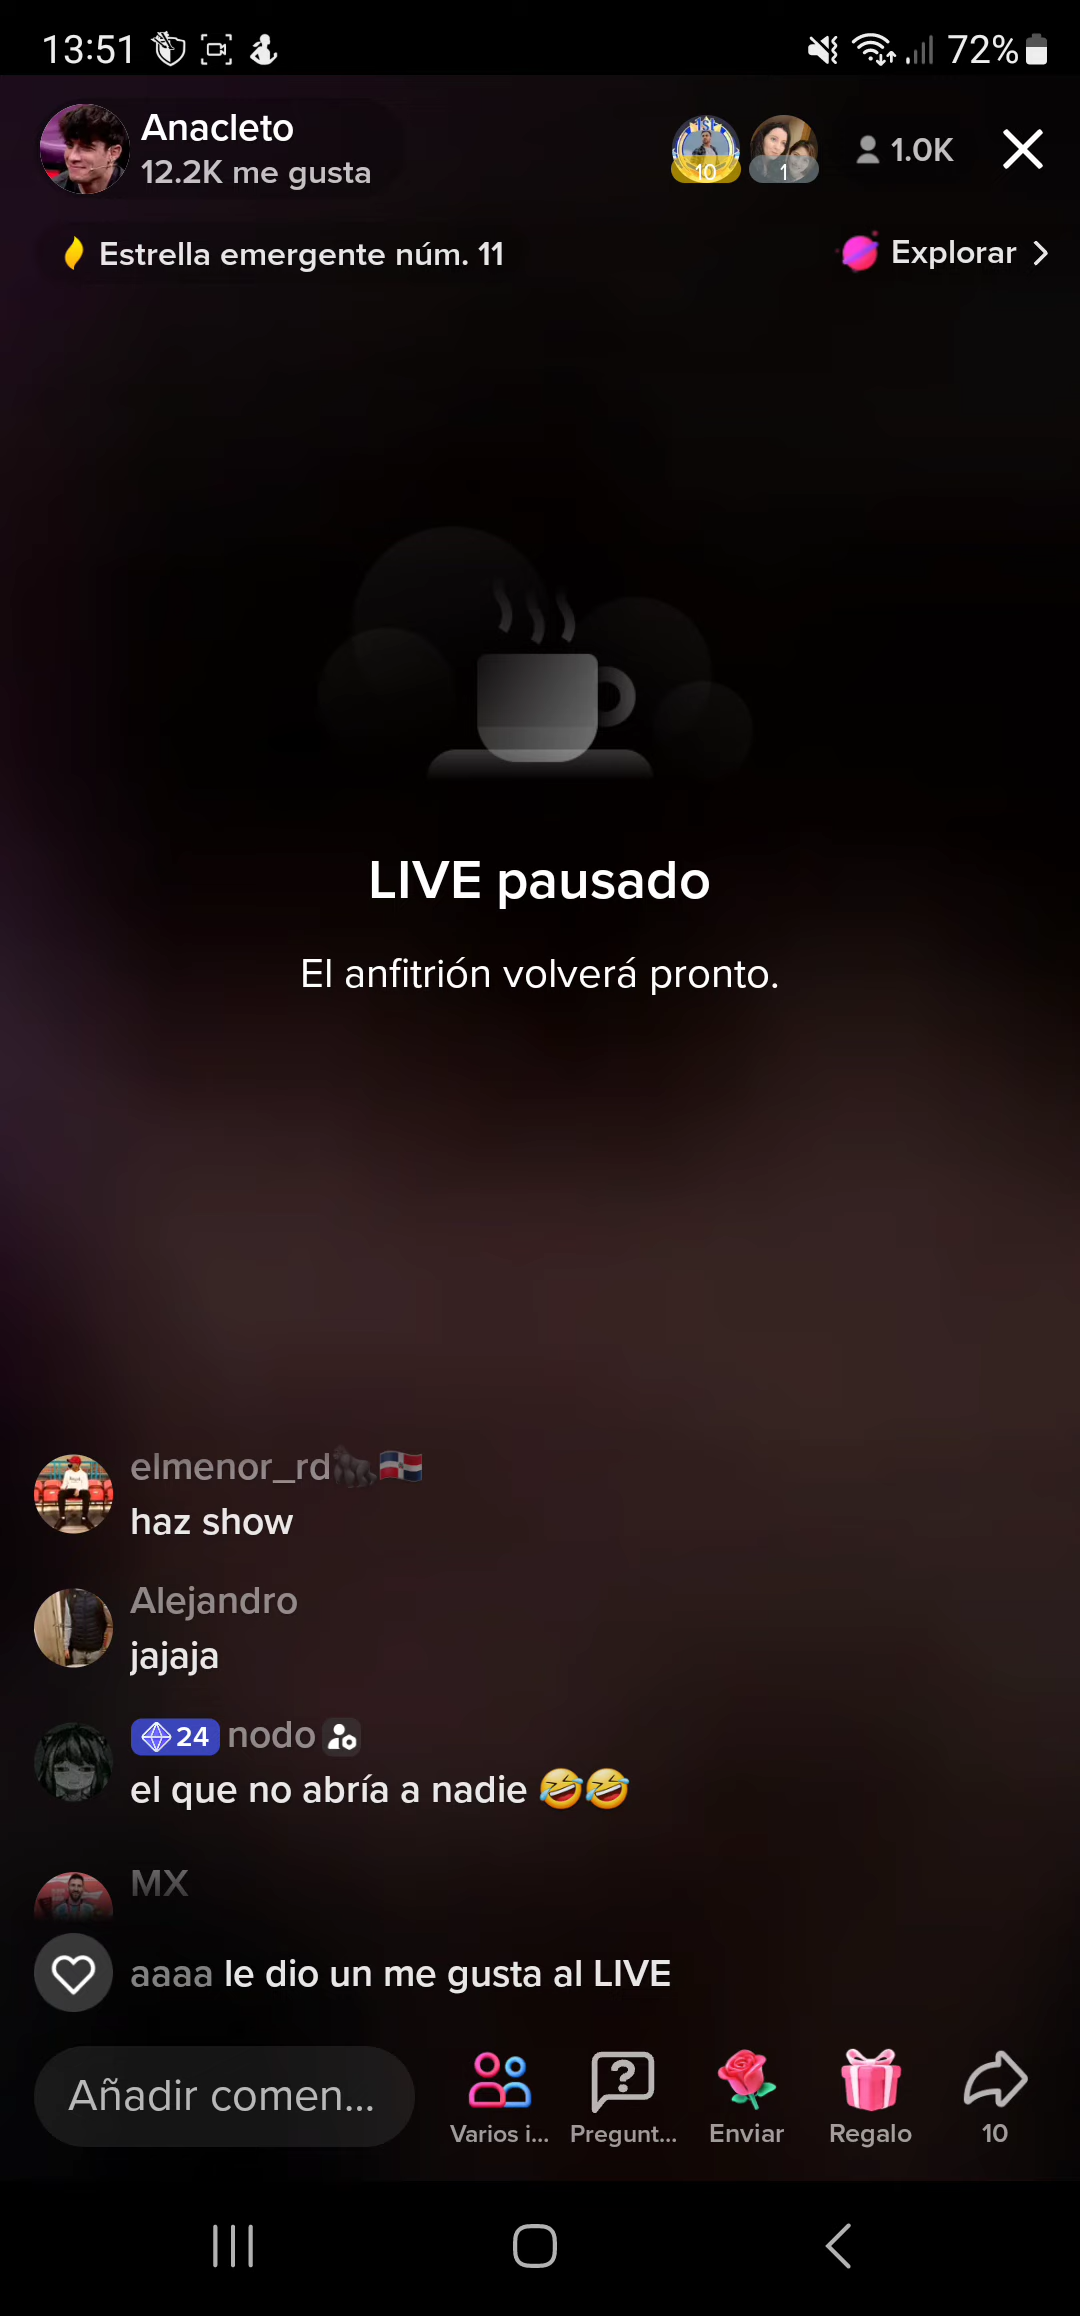 13:51
72%
Anacleto
12.2K me gusta
10
1
1.0K
Estrella emergente núm. 11
Explorar
LIVE pausado
El anfitrión volverá pronto.
elmenor_rd🦍🇩🇴
haz show
Alejandro
jajaja
24 nodo
el que no abría a nadie 🤣🤣
MX
aaaa le dio un me gusta al LIVE
Añadir comen...
Varios i...
Pregunt...
Enviar
Regalo
10